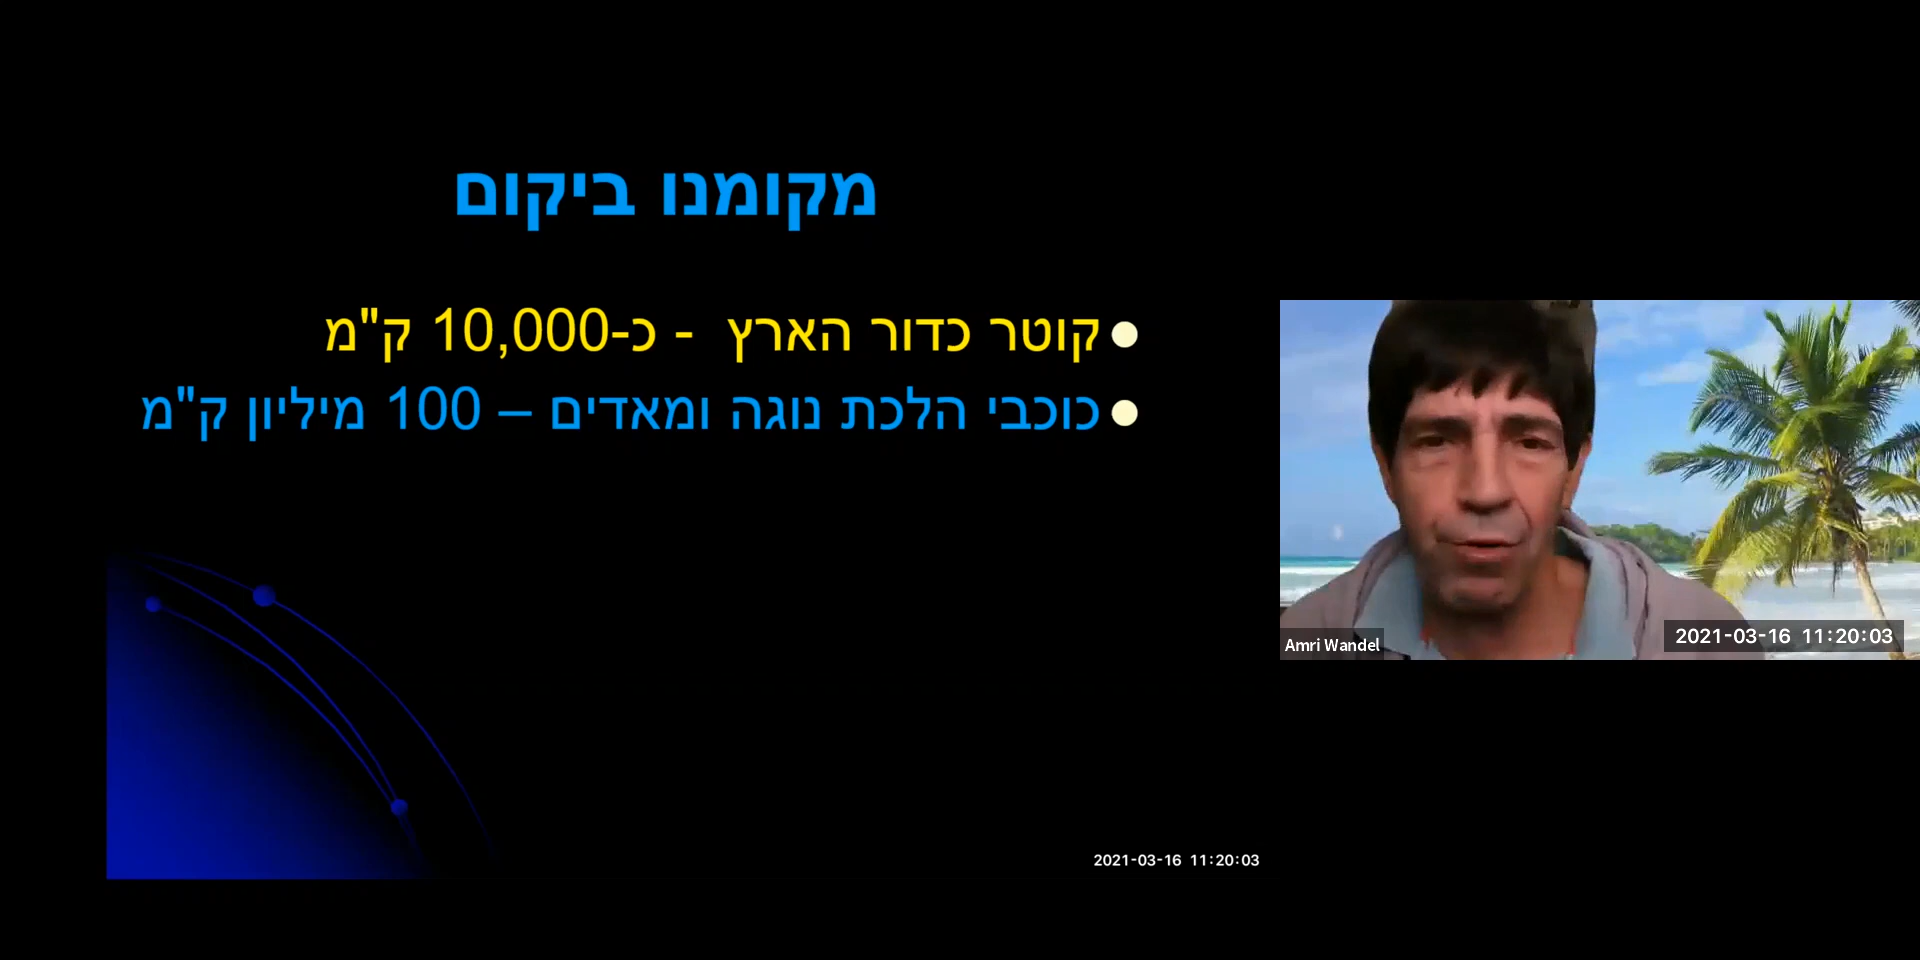 מקומנו ביקום
קוטר כדור הארץ - כ-10,000 ק"מ
כוכבי הלכת נוגה ומאדים – 100 מיליון ק"מ
Amri Wandel
2021-03-16 11:20:03
2021-03-16 11:20:03